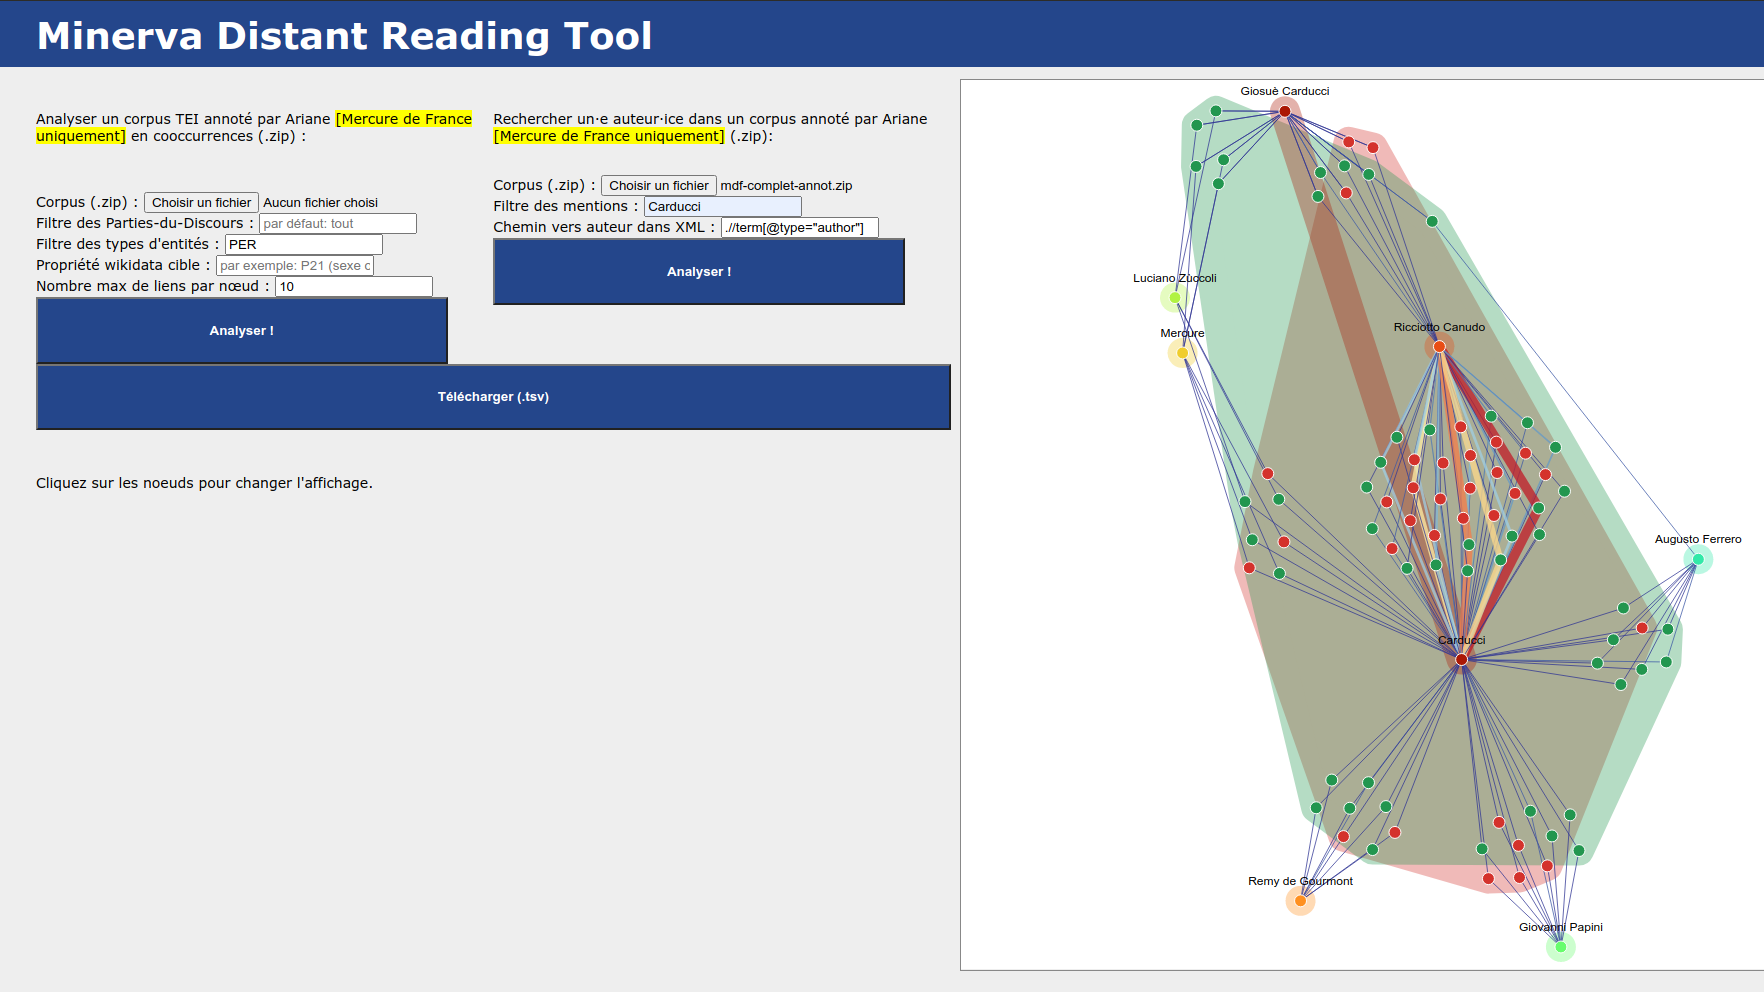 Minerva Distant Reading Tool
Analyser un corpus TEI annoté par Ariane [Mercure de France
uniquement] en cooccurrences (.zip) :
Corpus (.zip) : Choisir un fichier Aucun fichier choisi
Filtre des Parties-du-Discours : par défaut: tout
Filtre des types d'entités : PER
Propriété wikidata cible : par exemple: P21 (sexe c
Nombre max de liens par nœud : 10
Analyser !
Rechercher un·e auteur·ice dans un corpus annoté par Ariane
[Mercure de France uniquement] (.zip):
Corpus (.zip) : Choisir un fichier mdf-complet-annot.zip
Filtre des mentions : Carducci
Chemin vers auteur dans XML : .//term[@type="author"]
Analyser !
Télécharger (.tsv)
Cliquez sur les noeuds pour changer l'affichage.
Giosuè Carducci
Luciano Zùccoli
Mercure
Ricciotto Canudo
Augusto Ferrero
Carducci
Remy de Gourmont
Giovanni Papini